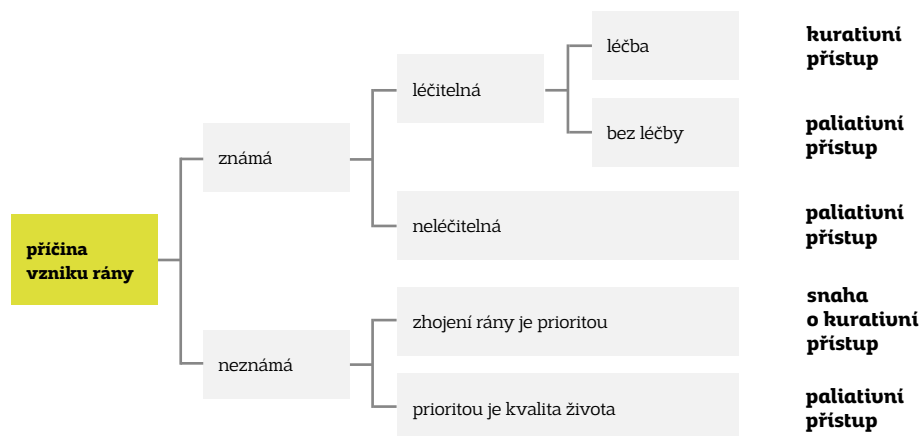 příčina
vzniku rány
známá
léčitelná
léčba
kurativní
přístup
bez léčby
paliativní
přístup
neléčitelná
paliativní
přístup
neznámá
zhojení rány je prioritou
snaha
o kurativní
přístup
prioritou je kvalita života
paliativní
přístup